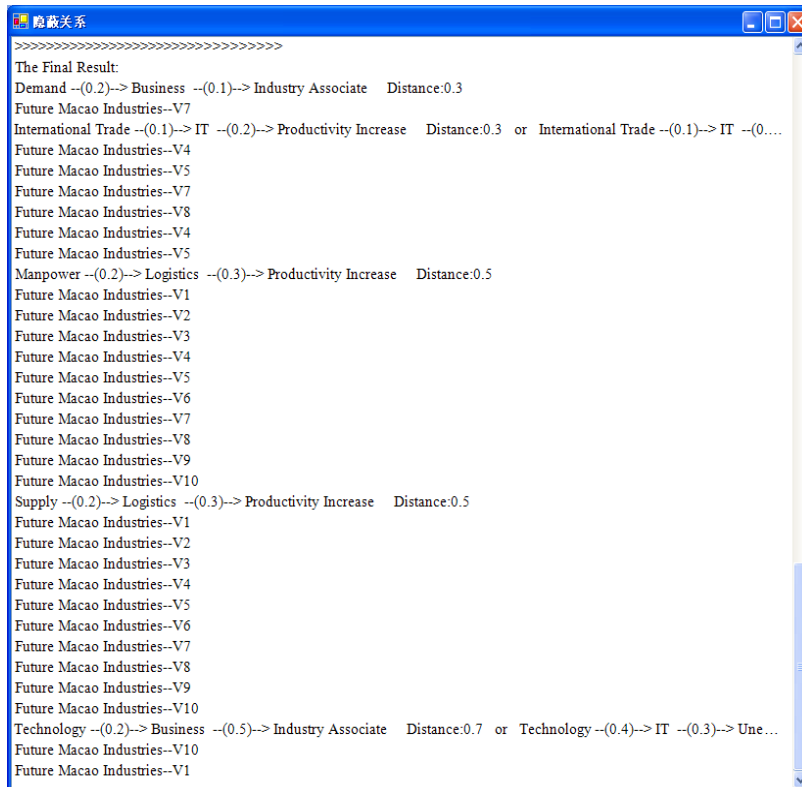 隐蔽关系
>>>>>>>>>>>>>>>>>>>>>>>>>>>>>>>>>>
The Final Result:
Demand --(0.2)--> Business --(0.1)--> Industry Associate Distance:0.3
Future Macao Industries--V7
International Trade --(0.1)--> IT --(0.2)--> Productivity Increase Distance:0.3 or International Trade --(0.1)--> IT --(0....
Future Macao Industries--V4
Future Macao Industries--V5
Future Macao Industries--V7
Future Macao Industries--V8
Future Macao Industries--V4
Future Macao Industries--V5
Manpower --(0.2)--> Logistics --(0.3)--> Productivity Increase Distance:0.5
Future Macao Industries--V1
Future Macao Industries--V2
Future Macao Industries--V3
Future Macao Industries--V4
Future Macao Industries--V5
Future Macao Industries--V6
Future Macao Industries--V7
Future Macao Industries--V8
Future Macao Industries--V9
Future Macao Industries--V10
Supply --(0.2)--> Logistics --(0.3)--> Productivity Increase Distance:0.5
Future Macao Industries--V1
Future Macao Industries--V2
Future Macao Industries--V3
Future Macao Industries--V4
Future Macao Industries--V5
Future Macao Industries--V6
Future Macao Industries--V7
Future Macao Industries--V8
Future Macao Industries--V9
Future Macao Industries--V10
Technology --(0.2)--> Business --(0.5)--> Industry Associate Distance:0.7 or Technology --(0.4)--> IT --(0.3)--> Une...
Future Macao Industries--V10
Future Macao Industries--V1